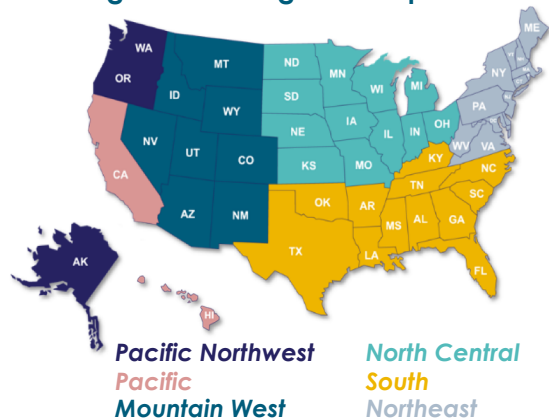 WA
OR
MT
ID
WY
ND
SD
MN
WI
MI
NE
IA
NV
UT
CO
KS
IL
IN
OH
MO
CA
AZ
NM
OK
AR
KY
TN
NC
SC
MS
AL
GA
TX
LA
FL
ME
NY
PA
WV
VA
AK
HI
Pacific Northwest
North Central
Pacific
South
Mountain West
Northeast